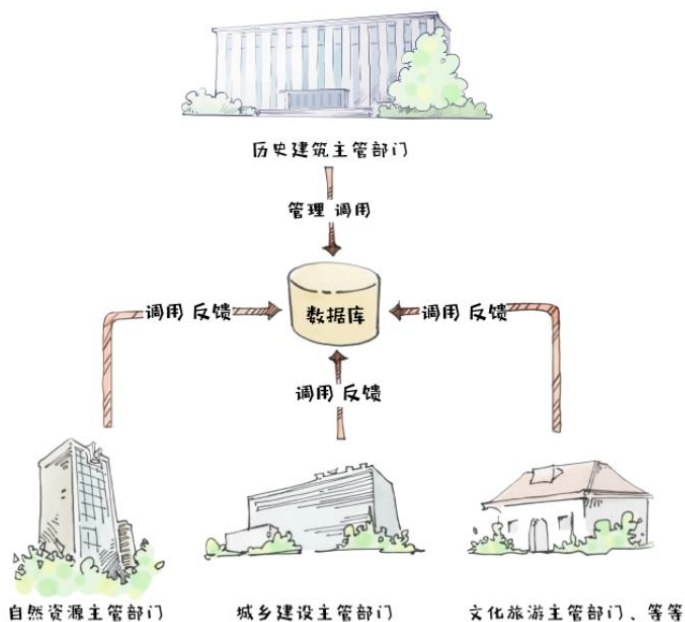 历史建筑主管部门
管理 调用
调用 反馈
数据库
调用 反馈
调用 反馈
自然资源主管部门
城乡建设主管部门
文化旅游主管部门、等等